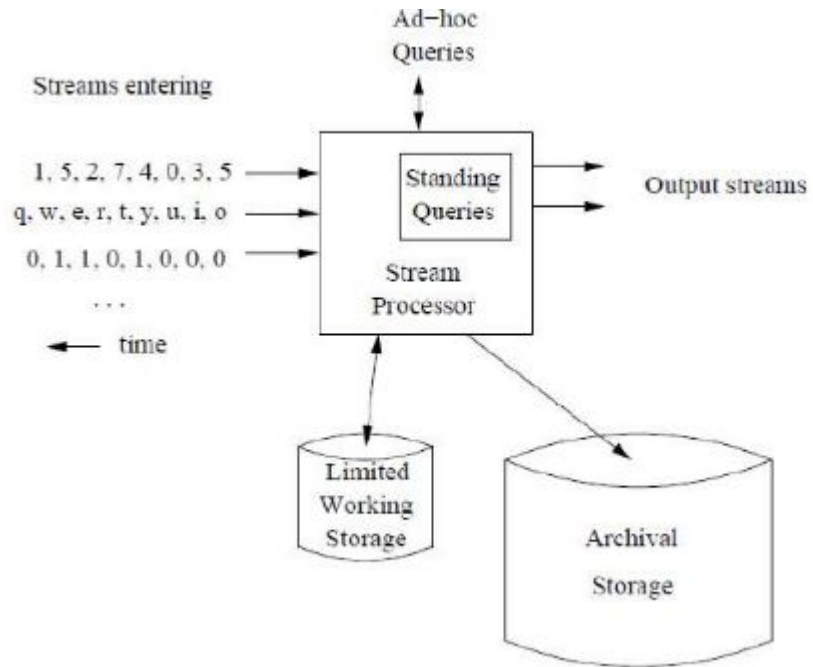 Ad-hoc
Queries
Streams entering
1, 5, 2, 7, 4, 0, 3, 5
q, w, e, r, t, y, u, i, o
0, 1, 1, 0, 1, 0, 0, 0
. . .
time
Standing
Queries
Stream
Processor
Output streams
Limited
Working
Storage
Archival
Storage